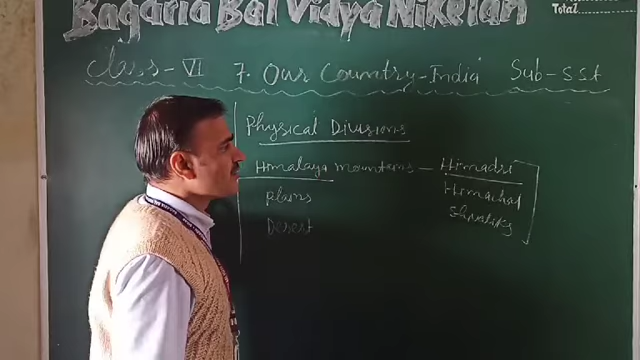 Bagaria Bal Vidya Niketan
Total
Class - VI 7. Our Country - India Sub - SST
Physical Divisions
Himalaya mountains - Himadri
Himachal
Shivaliks
plains
Desert